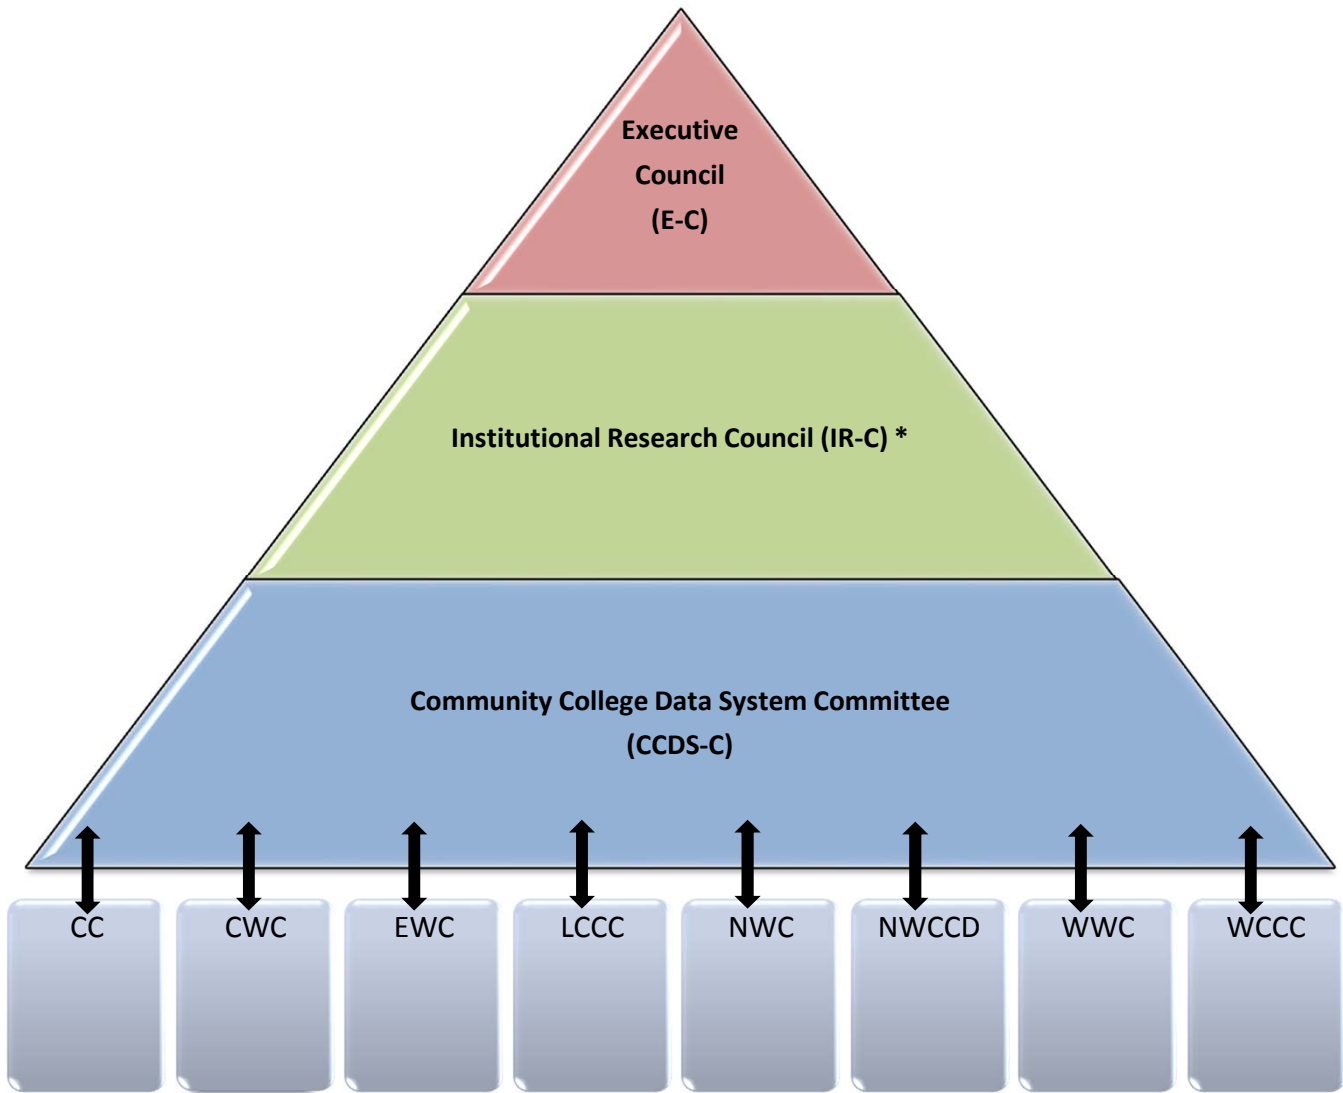 Executive
Council
(E-C)
Institutional Research Council (IR-C) *
Community College Data System Committee
(CCDS-C)
CC
CWC
EWC
LCCC
NWC
NWCCD
WWC
WCCC